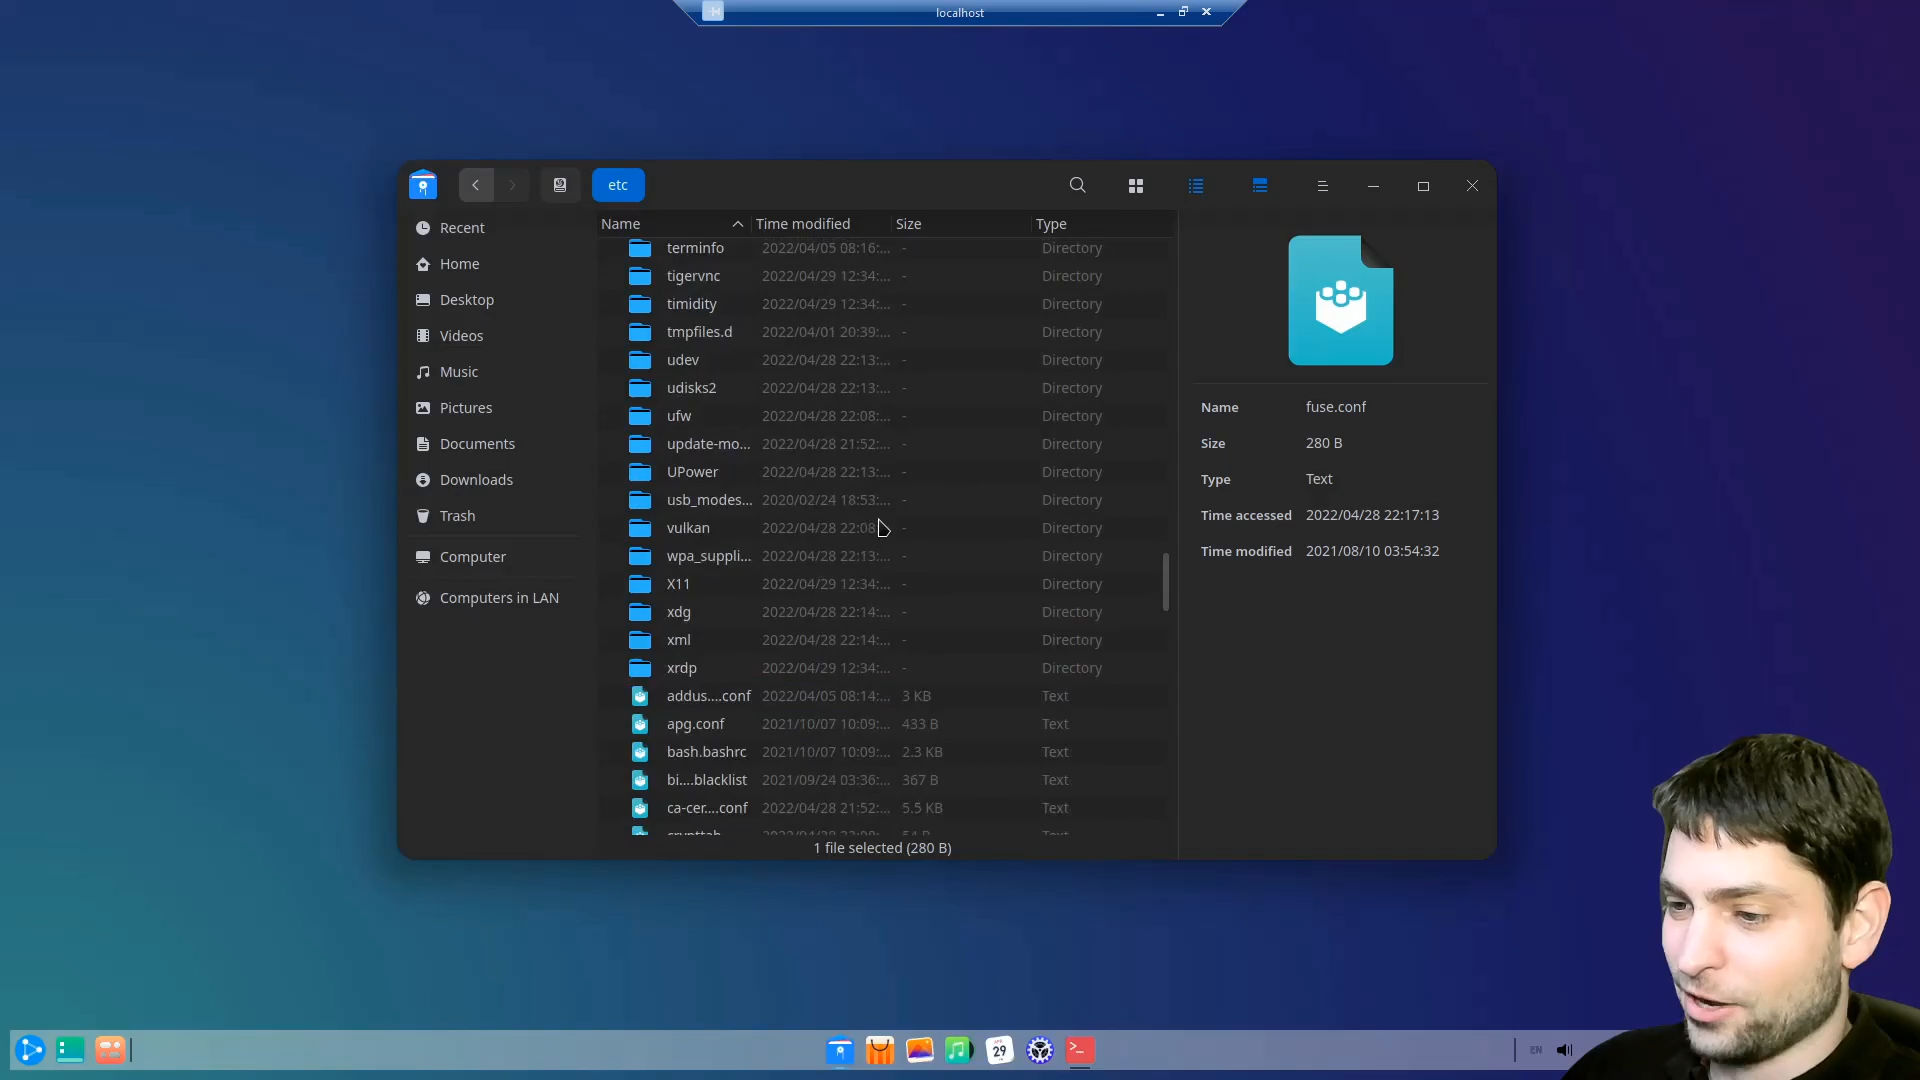 localhost
etc
Name Time modified Size Type
Recent
Home
Desktop
Videos
Music
Pictures
Documents
Downloads
Trash
Computer
Computers in LAN
terminfo 2022/04/05 08:16:... - Directory
tigervnc 2022/04/29 12:34:... - Directory
timidity 2022/04/29 12:34:... - Directory
tmpfiles.d 2022/04/01 20:39:... - Directory
udev 2022/04/28 22:13:... - Directory
udisks2 2022/04/28 22:13:... - Directory
ufw 2022/04/28 22:08:... - Directory
update-mo... 2022/04/28 21:52:... - Directory
UPower 2022/04/28 22:13:... - Directory
usb_modes... 2020/02/24 18:53:... - Directory
vulkan 2022/04/28 22:08 - Directory
wpa_suppli... 2022/04/28 22:13:... - Directory
X11 2022/04/29 12:34:... - Directory
xdg 2022/04/28 22:14:... - Directory
xml 2022/04/28 22:14:... - Directory
xrdp 2022/04/29 12:34:... - Directory
addus....conf 2022/04/05 08:14:... 3 KB Text
apg.conf 2021/10/07 10:09:... 433 B Text
bash.bashrc 2021/10/07 10:09:... 2.3 KB Text
bi....blacklist 2021/09/24 03:36:... 367 B Text
ca-cer....conf 2022/04/28 21:52:... 5.5 KB Text
1 file selected (280 B)
Name fuse.conf
Size 280 B
Type Text
Time accessed 2022/04/28 22:17:13
Time modified 2021/08/10 03:54:32
29
EN